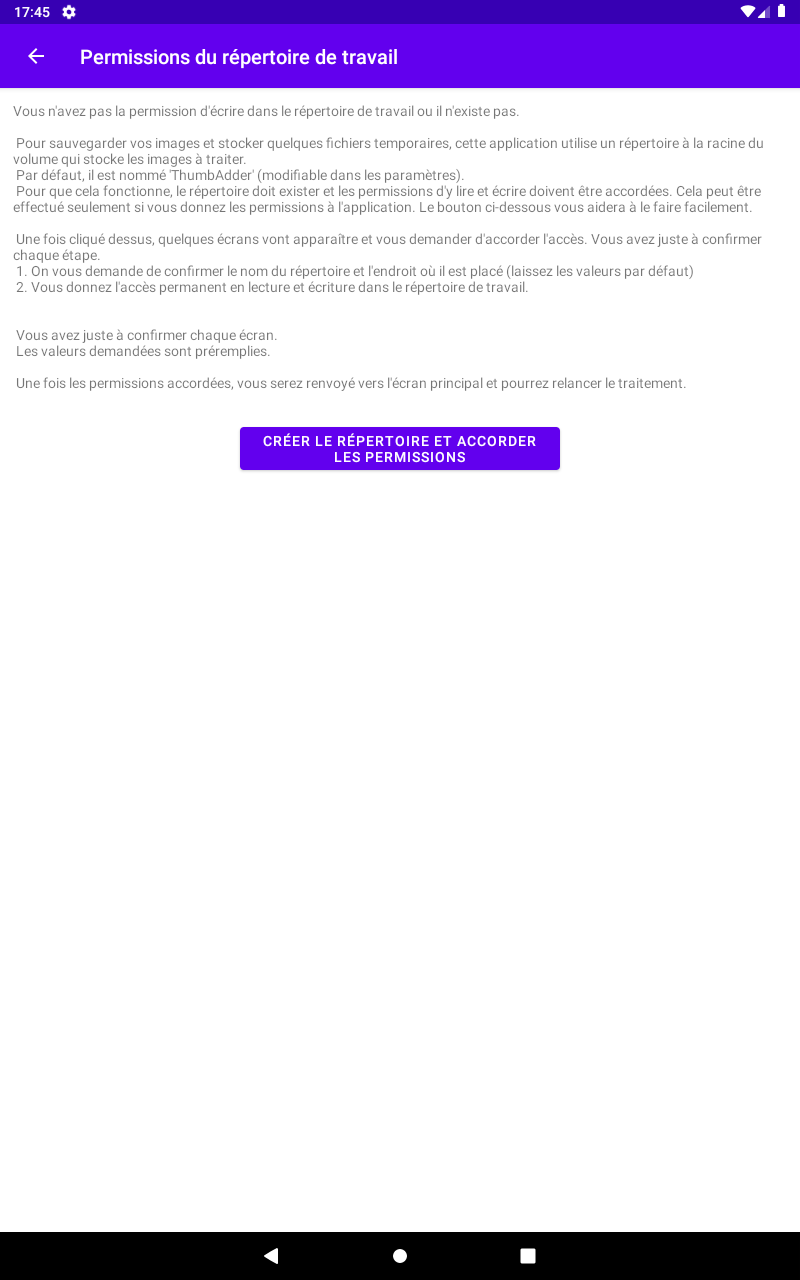 17:45
Permissions du répertoire de travail
Vous n'avez pas la permission d'écrire dans le répertoire de travail ou il n'existe pas.
Pour sauvegarder vos images et stocker quelques fichiers temporaires, cette application utilise un répertoire à la racine du
volume qui stocke les images à traiter.
Par défaut, il est nommé 'ThumbAdder' (modifiable dans les paramètres).
Pour que cela fonctionne, le répertoire doit exister et les permissions d'y lire et écrire doivent être accordées. Cela peut être
effectué seulement si vous donnez les permissions à l'application. Le bouton ci-dessous vous aidera à le faire facilement.
Une fois cliqué dessus, quelques écrans vont apparaître et vous demander d'accorder l'accès. Vous avez juste à confirmer
chaque étape.
1. On vous demande de confirmer le nom du répertoire et l'endroit où il est placé (laissez les valeurs par défaut)
2. Vous donnez l'accès permanent en lecture et écriture dans le répertoire de travail.
Vous avez juste à confirmer chaque écran.
Les valeurs demandées sont préremplies.
Une fois les permissions accordées, vous serez renvoyé vers l'écran principal et pourrez relancer le traitement.
CRÉER LE RÉPERTOIRE ET ACCORDER
LES PERMISSIONS